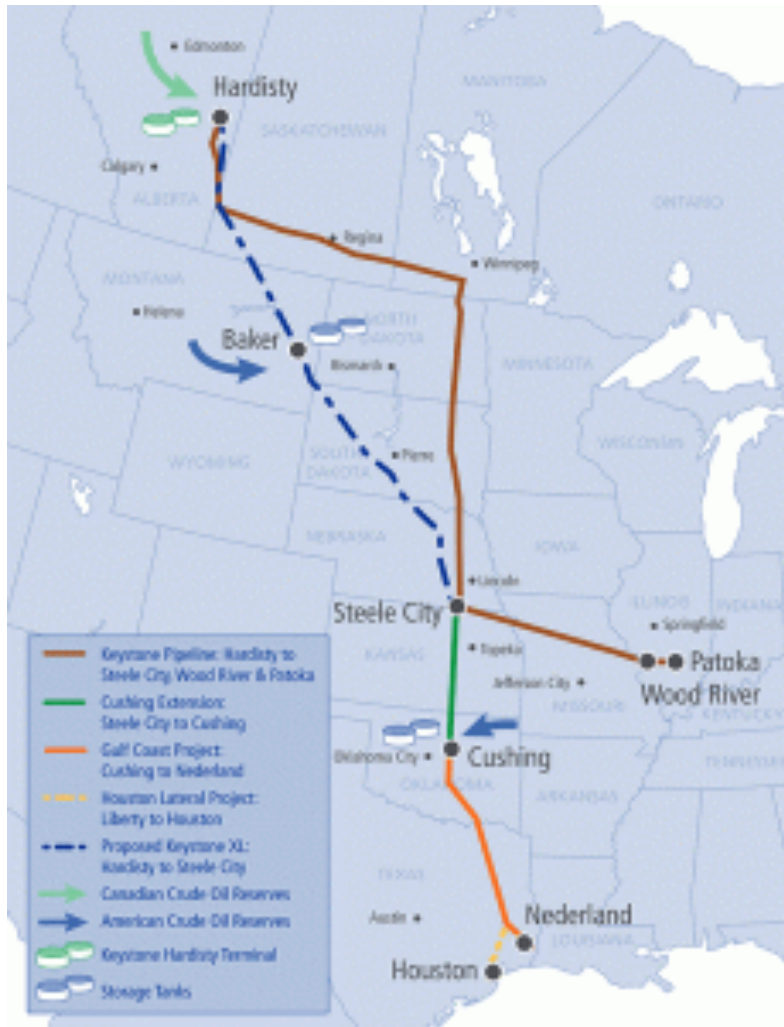 Edmonton
Hardisty
MANITOBA
SASKATCHEWAN
Calgary
ALBERTA
ONTARIO
Regina
Winnipeg
MONTANA
Helena
NORTH
DAKOTA
Baker
Bismarck
MINNESOTA
WISCONSIN
SOUTH
DAKOTA
Pierre
WYOMING
NEBRASKA
IOWA
Lincoln
Steele City
ILLINOIS
INDIANA
Springfield
KANSAS
Topeka
Patoka
Jefferson City
Wood River
MISSOURI
KENTUCKY
Oklahoma City
Cushing
TENNESSEE
OKLAHOMA
ARKANSAS
TEXAS
Austin
Nederland
LOUISIANA
Houston
Keystone Pipeline: Hardisty to
Steele City, Wood River & Patoka
Cushing Extension:
Steele City to Cushing
Gulf Coast Project:
Cushing to Nederland
Houston Lateral Project:
Liberty to Houston
Proposed Keystone XL:
Hardisty to Steele City
Canadian Crude Oil Reserves
American Crude Oil Reserves
Keystone Hardisty Terminal
Storage Tanks